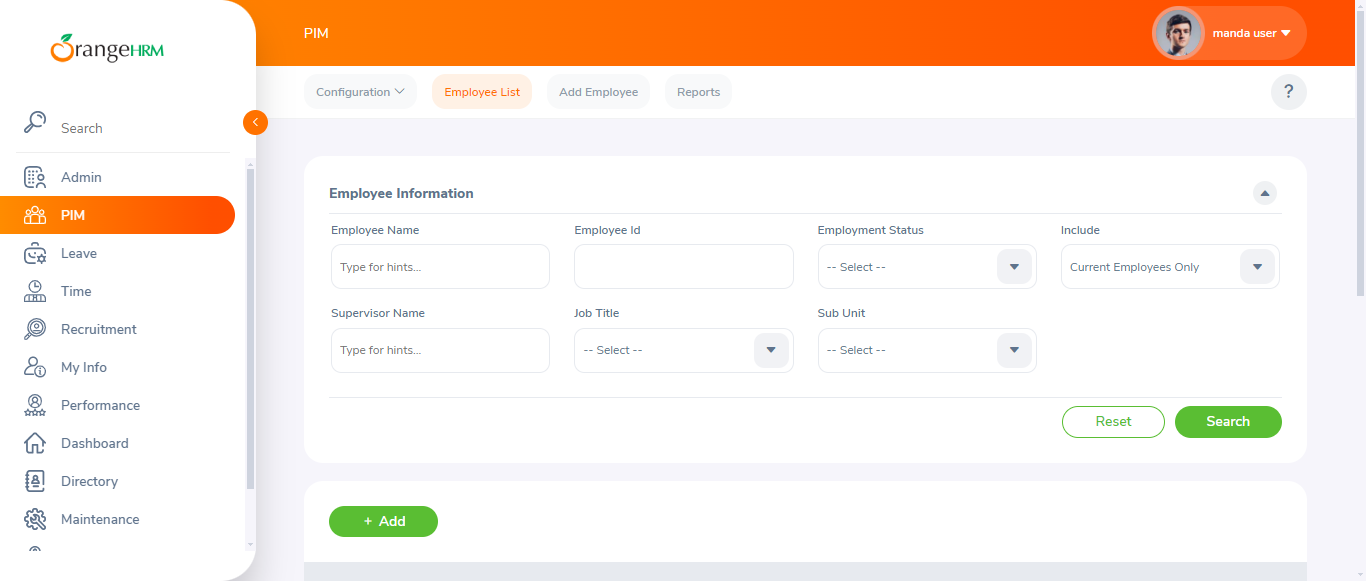 OrangeHRM
PIM
manda user
Configuration
Employee List
Add Employee
Reports
?
Search
Admin
PIM
Leave
Time
Recruitment
My Info
Performance
Dashboard
Directory
Maintenance
Employee Information
Employee Name
Employee Id
Employment Status
Include
Type for hints...
-- Select --
Current Employees Only
Supervisor Name
Job Title
Sub Unit
Type for hints...
-- Select --
-- Select --
Reset
Search
+ Add